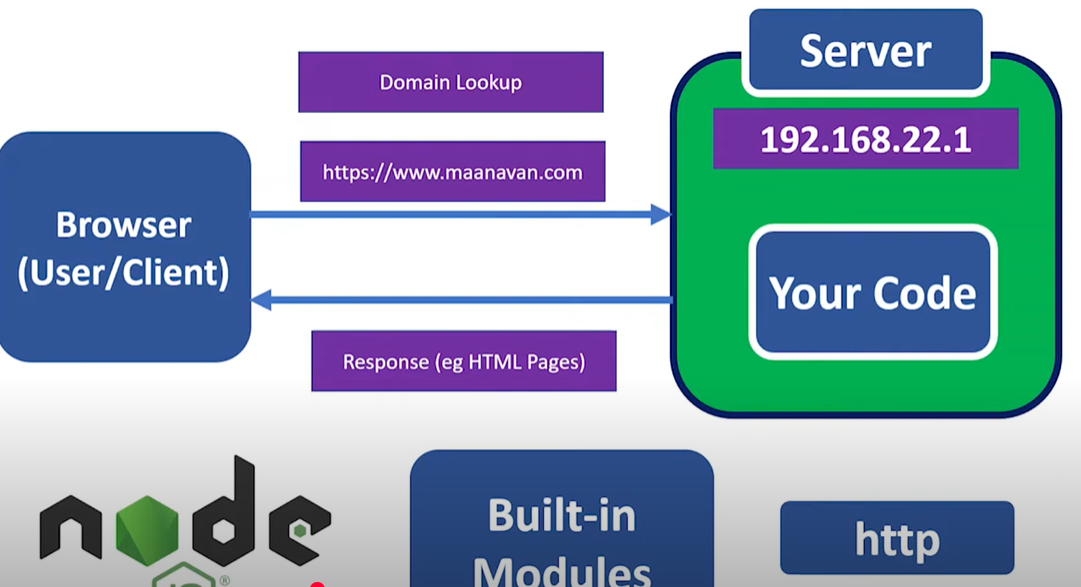 Domain Lookup
Server
https://www.maanavan.com
192.168.22.1
Browser
(User/Client)
Your Code
Response (eg HTML Pages)
node
JS®
Built-in
Modules
http